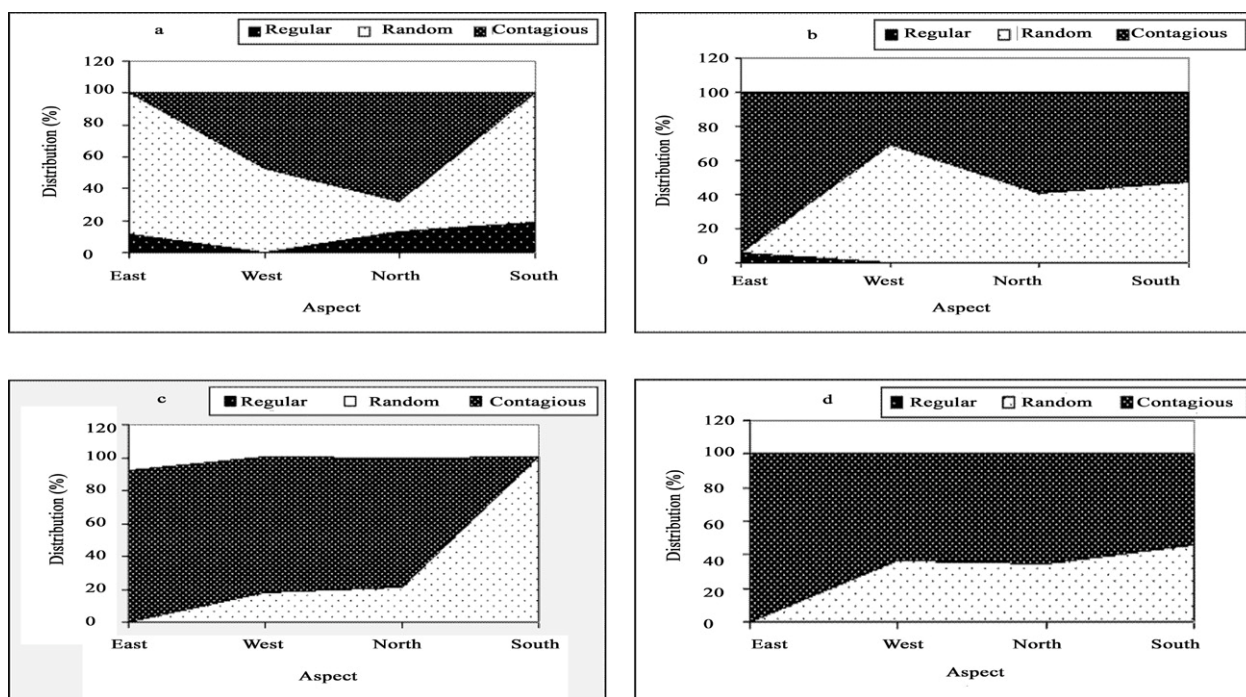 a
Regular Random Contagious
120
100
80
60
40
20
0
Distribution (%)
East West North South
Aspect
b
Regular Random Contagious
120
100
80
60
40
20
0
Distribution (%)
East West North South
Aspect
c
Regular Random Contagious
120
100
80
60
40
20
0
Distribution (%)
East West North South
Aspect
d
Regular Random Contagious
120
100
80
60
40
20
0
Distribution (%)
East West North South
Aspect